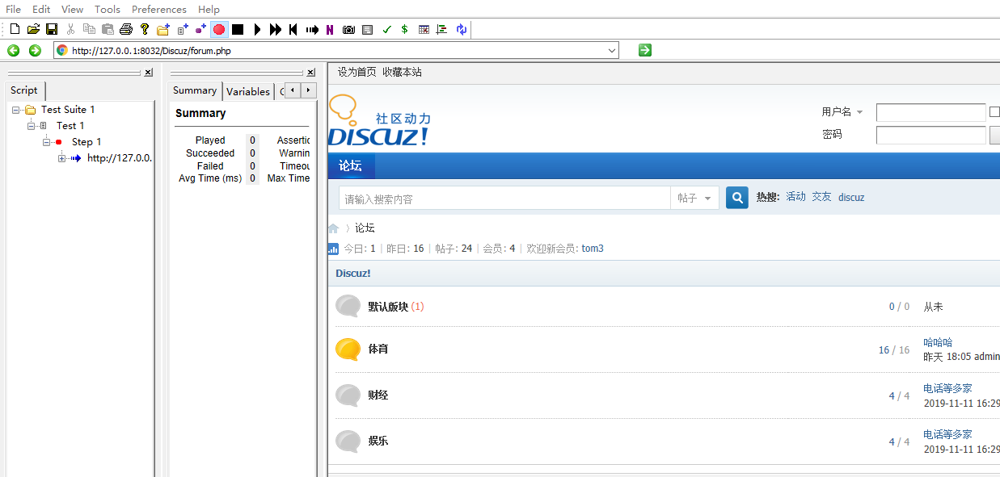 File Edit View Tools Preferences Help
http://127.0.0.1:8032/Discuz/forum.php
Script
Test Suite 1
Test 1
Step 1
http://127.0.0.
Summary Variables
Summary
Played 0 Assertic
Succeeded 0 Warnin
Failed 0 Timeou
Avg Time (ms) 0 Max Time
设为首页 收藏本站
社区动力
DISCUZ!
用户名
密码
论坛
请输入搜索内容 帖子 热搜: 活动 交友 discuz
论坛
今日: 1 | 昨日: 16 | 帖子: 24 | 会员: 4 | 欢迎新会员: tom3
Discuz!
默认版块 (1) 0 / 0 从未
体育 16 / 16 哈哈哈
昨天 18:05 admin
财经 4 / 4 电话等多家
2019-11-11 16:29
娱乐 4 / 4 电话等多家
2019-11-11 16:29